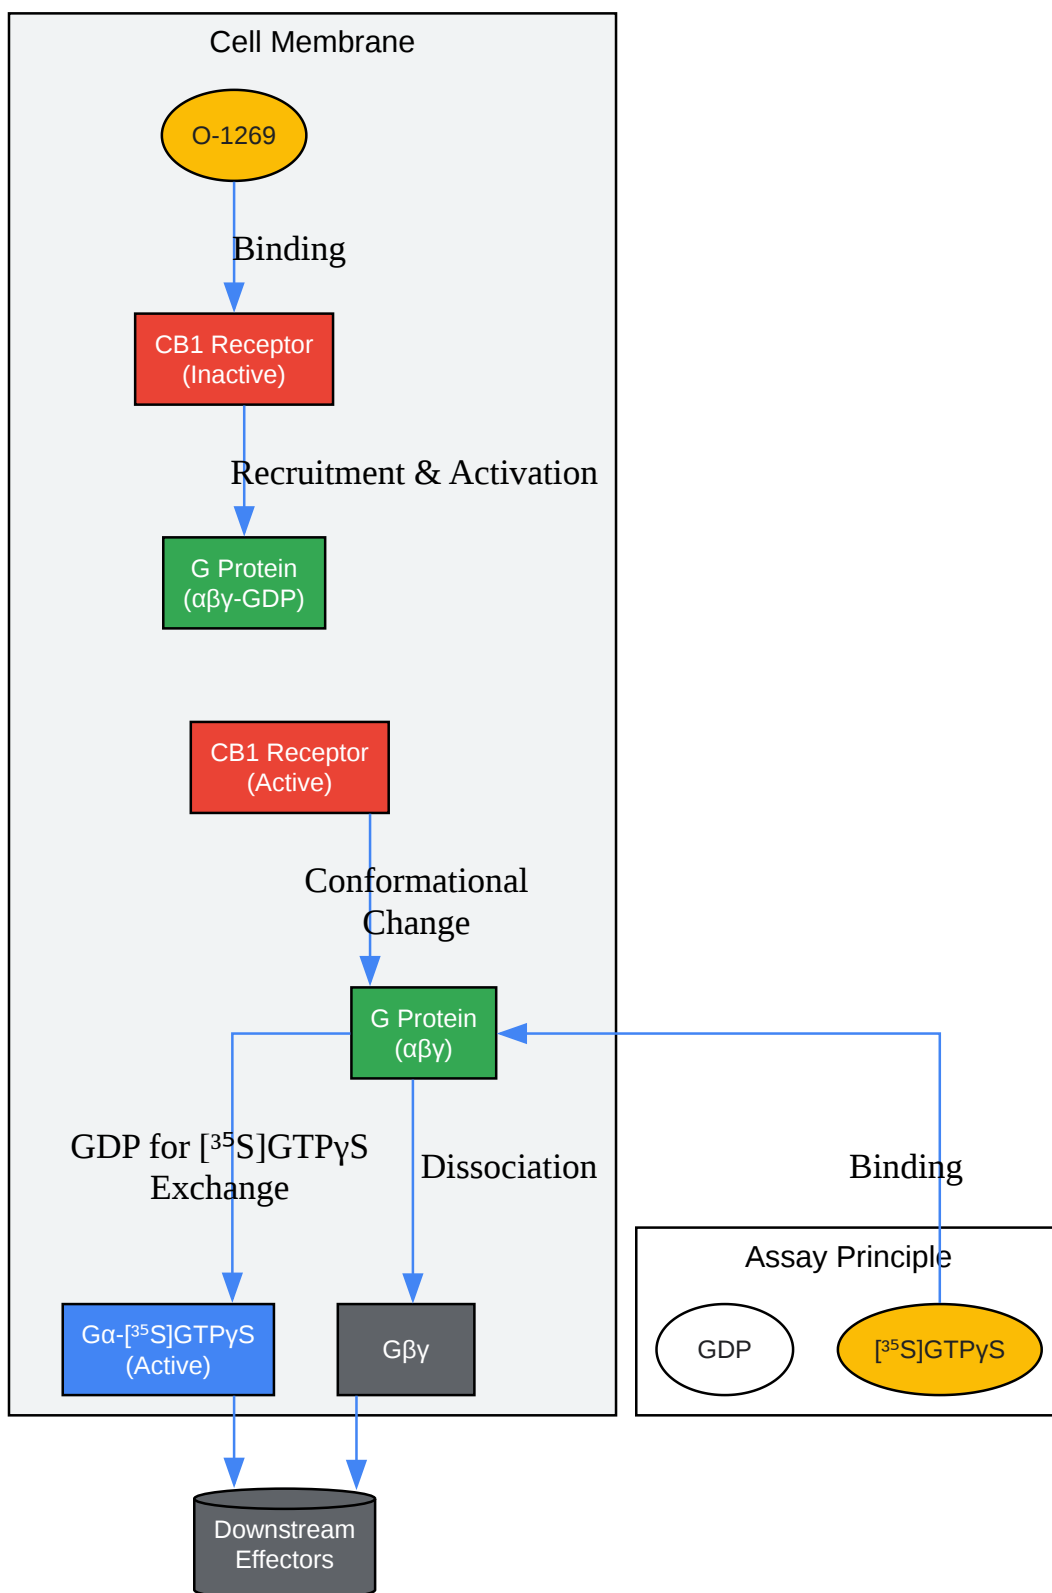 Cell Membrane
O-1269
Binding
CB1 Receptor
(Inactive)
Recruitment & Activation
G Protein
(αβγ-GDP)
CB1 Receptor
(Active)
Conformational
Change
G Protein
(αβγ)
GDP for [³⁵S]GTPγS
Exchange
Dissociation
Binding
Assay Principle
Gα-[³⁵S]GTPγS
(Active)
Gβγ
GDP
[³⁵S]GTPγS
Downstream
Effectors